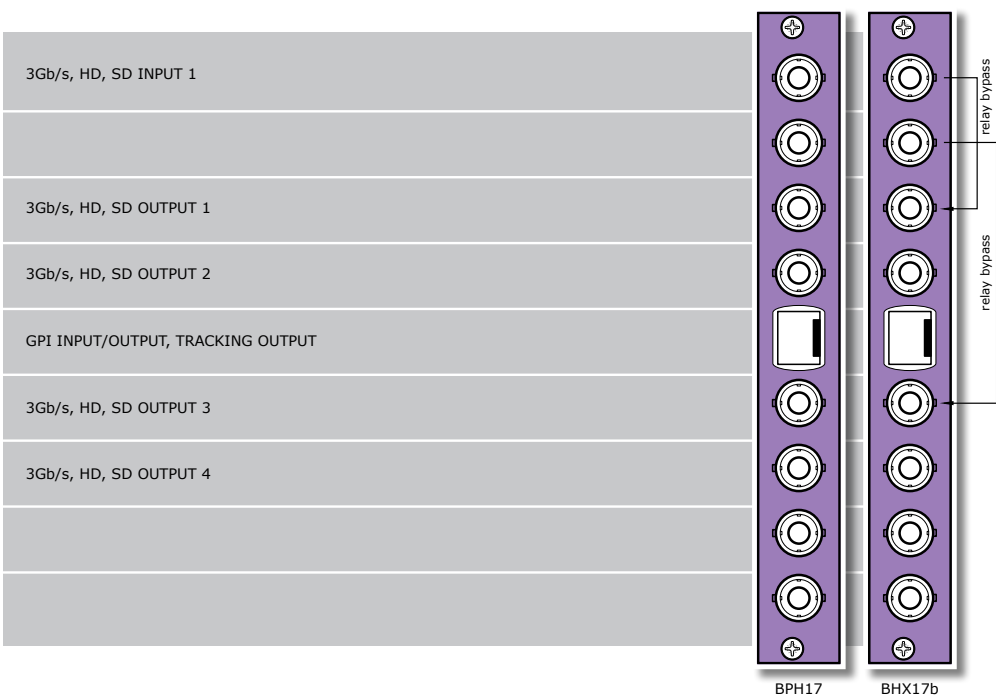 3Gb/s, HD, SD INPUT 1
relay bypass
3Gb/s, HD, SD OUTPUT 1
3Gb/s, HD, SD OUTPUT 2
relay bypass
GPI INPUT/OUTPUT, TRACKING OUTPUT
3Gb/s, HD, SD OUTPUT 3
3Gb/s, HD, SD OUTPUT 4
BPH17
BHX17b